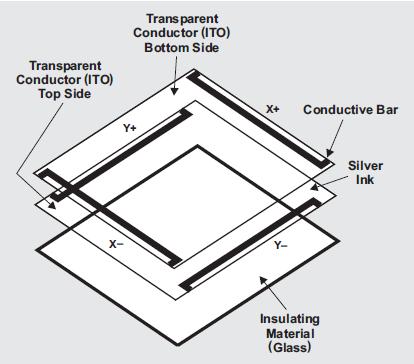 Transparent
Conductor (ITO)
Bottom Side
Transparent
Conductor (ITO)
Top Side
X+
Conductive Bar
Y+
Silver
Ink
X–
Y–
Insulating
Material
(Glass)